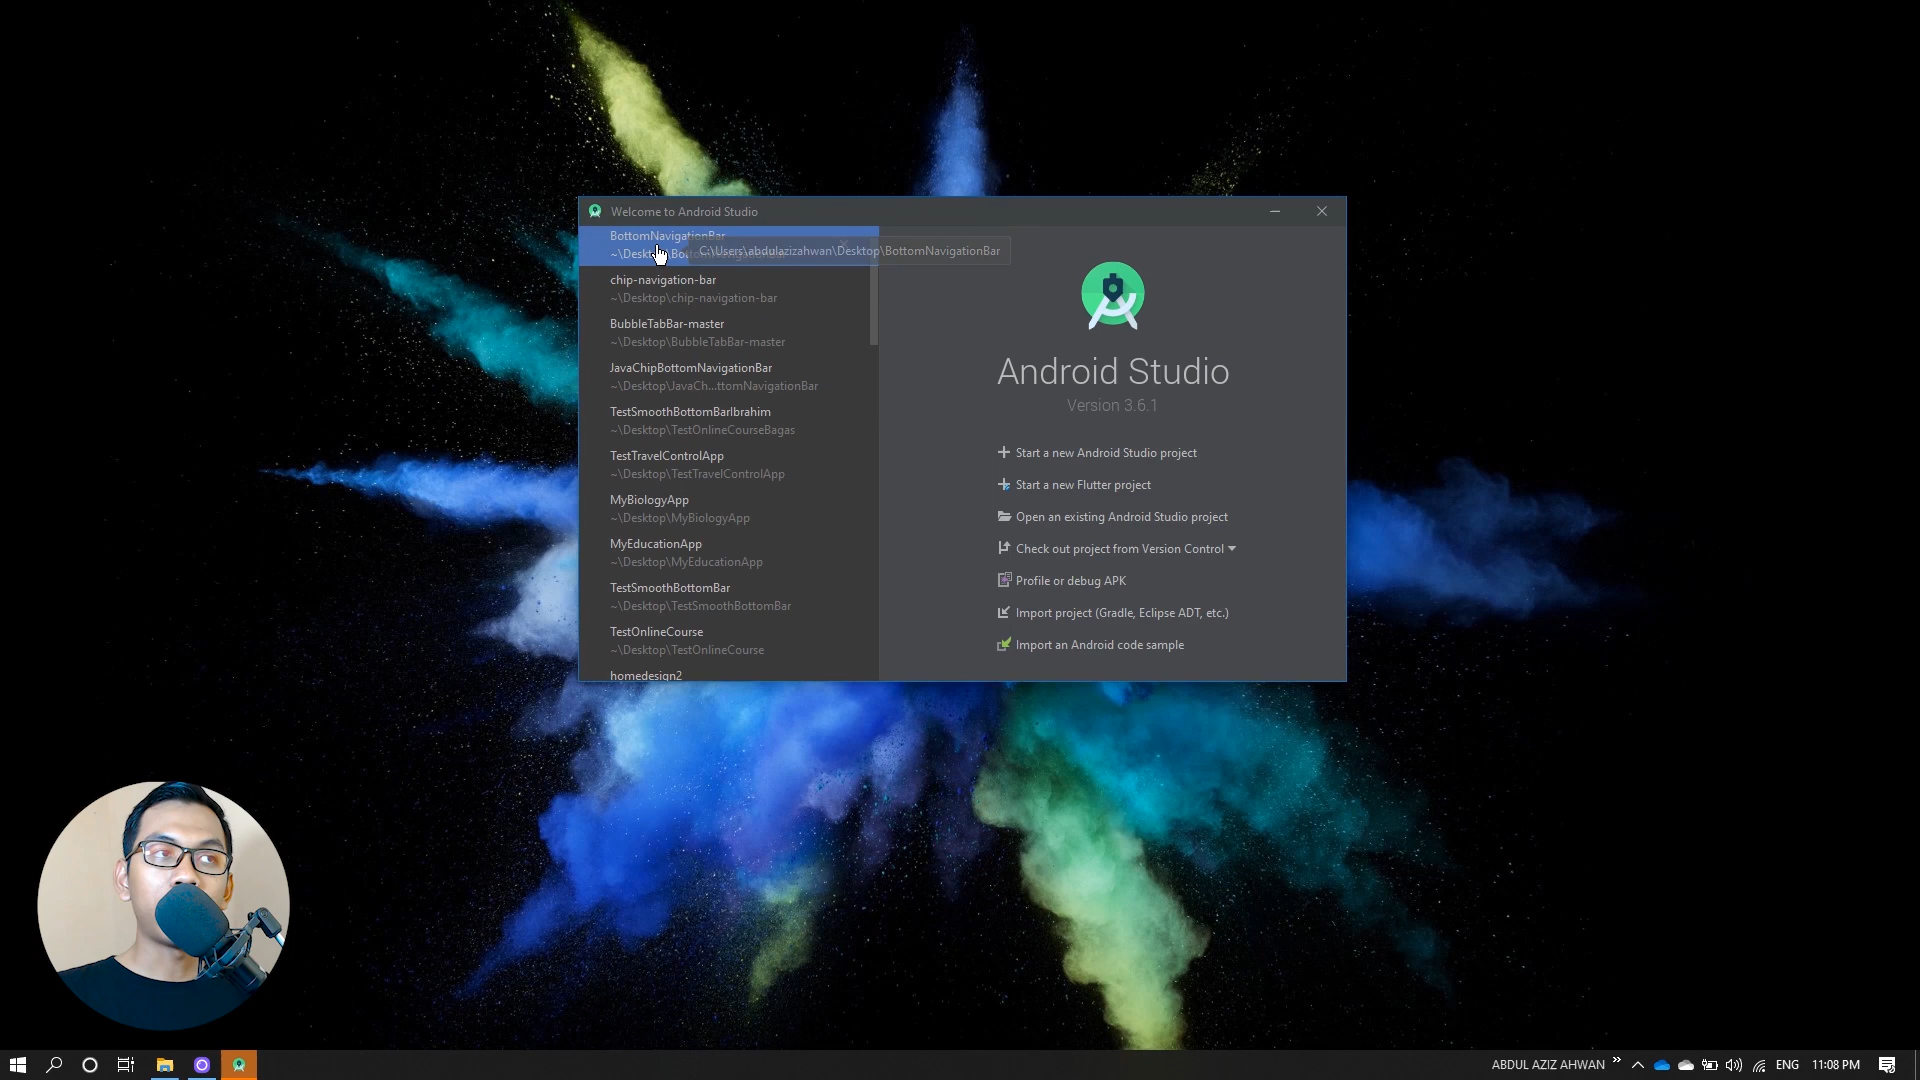 Welcome to Android Studio
BottomNavigationBar
C:\Users\abdulazizahwan\Desktop\BottomNavigationBar
chip-navigation-bar
~\Desktop\chip-navigation-bar
BubbleTabBar-master
~\Desktop\BubbleTabBar-master
JavaChipBottomNavigationBar
~\Desktop\JavaCh...ttomNavigationBar
TestSmoothBottomBarIbrahim
~\Desktop\TestOnlineCourseBagas
TestTravelControlApp
~\Desktop\TestTravelControlApp
MyBiologyApp
~\Desktop\MyBiologyApp
MyEducationApp
~\Desktop\MyEducationApp
TestSmoothBottomBar
~\Desktop\TestSmoothBottomBar
TestOnlineCourse
~\Desktop\TestOnlineCourse
homedesign2
Android Studio
Version 3.6.1
Start a new Android Studio project
Start a new Flutter project
Open an existing Android Studio project
Check out project from Version Control
Profile or debug APK
Import project (Gradle, Eclipse ADT, etc.)
Import an Android code sample
ABDUL AZIZ AHWAN » ENG 11:08 PM